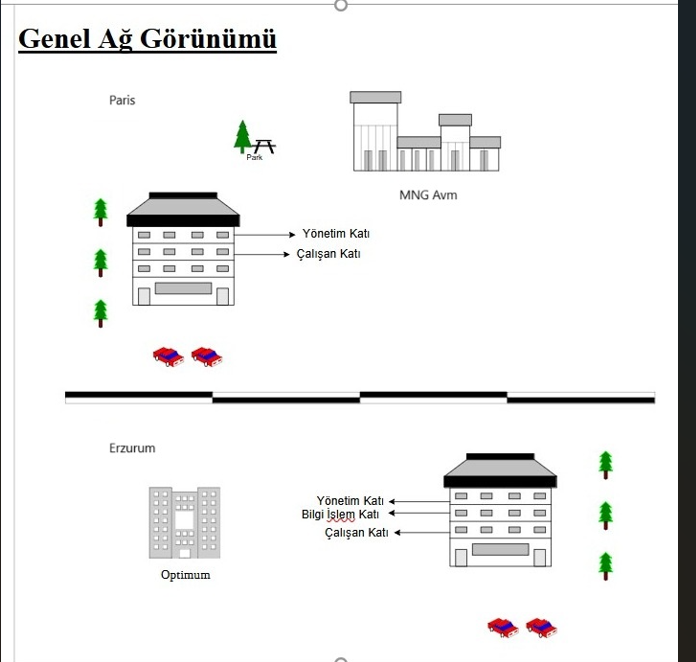 Genel Ağ Görünümü
Paris
Park
MNG Avm
Yönetim Katı
Çalışan Katı
Erzurum
Yönetim Katı
Bilgi İşlem Katı
Çalışan Katı
Optimum